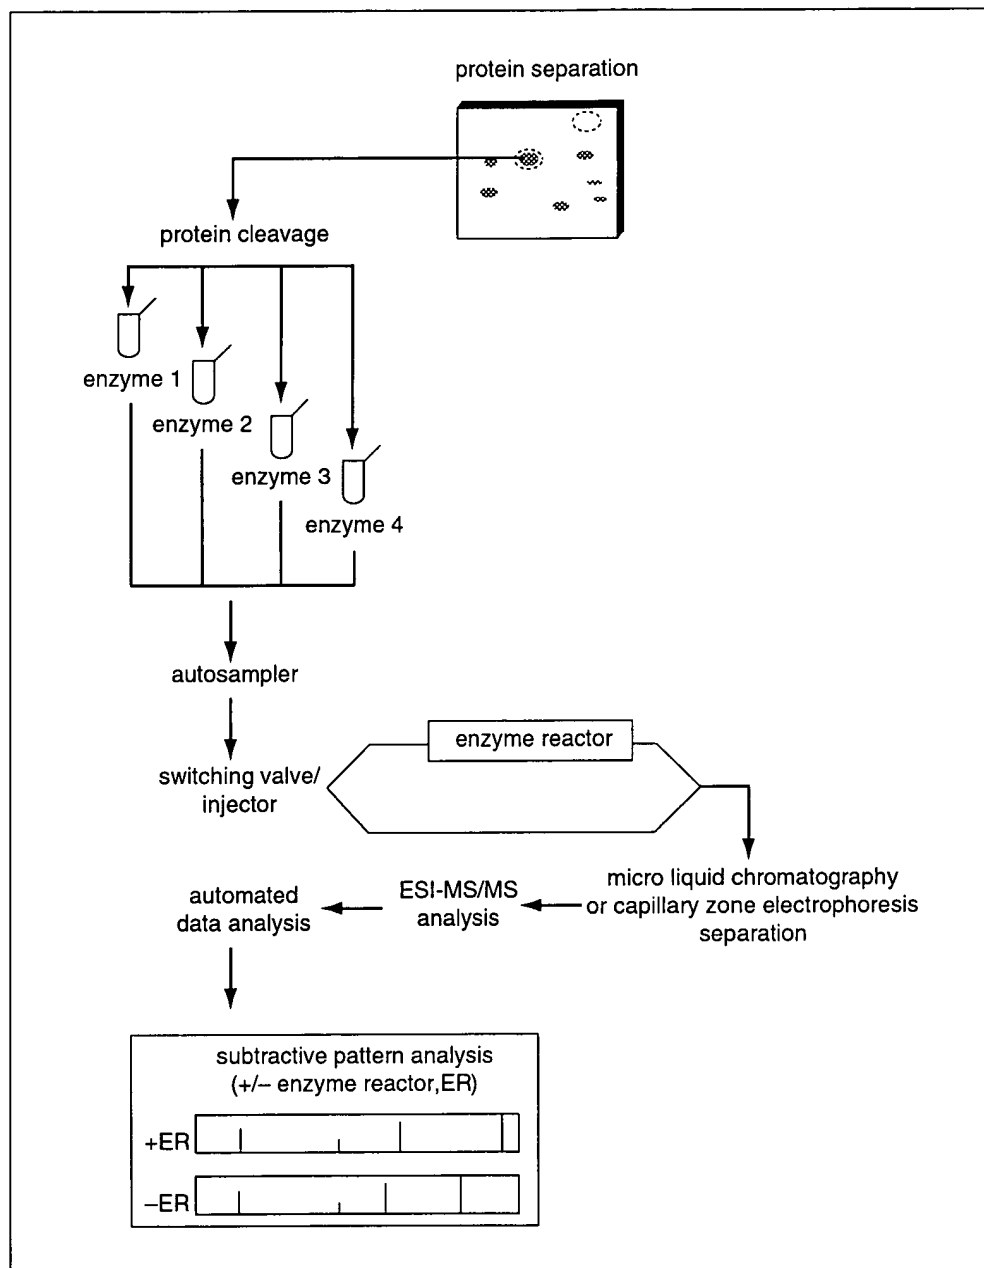 protein separation
protein cleavage
enzyme 1
enzyme 2
enzyme 3
enzyme 4
autosampler
switching valve/
injector
enzyme reactor
micro liquid chromatography
or capillary zone electrophoresis
separation
ESI-MS/MS
analysis
automated
data analysis
subtractive pattern analysis
(+/– enzyme reactor,ER)
+ER
–ER